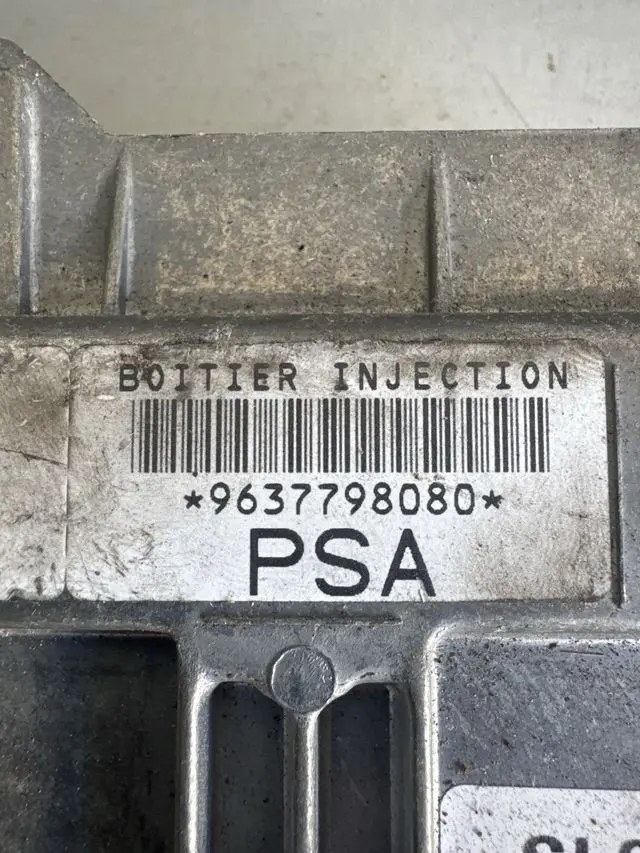 BOITIER INJECTION
*9637798080*
PSA